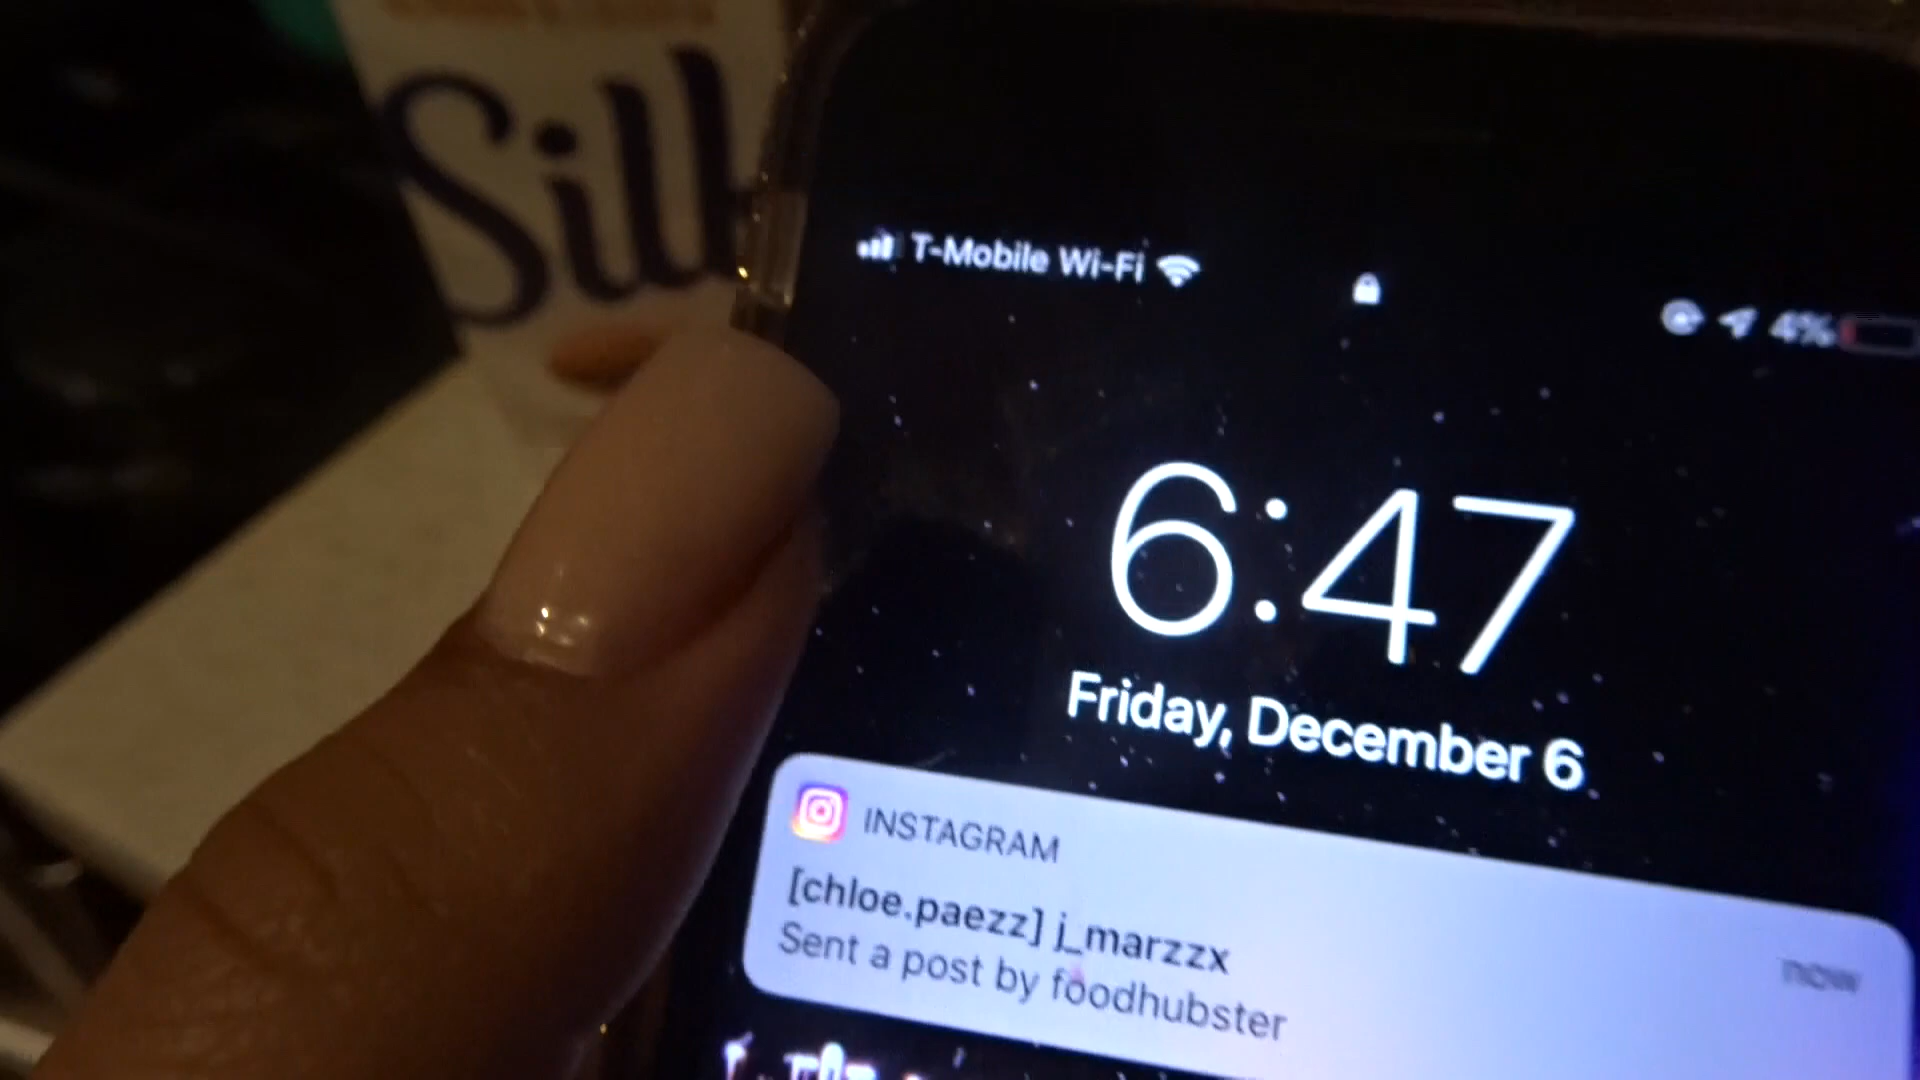 Silk
T-Mobile Wi-Fi
4%
6:47
Friday, December 6
INSTAGRAM
[chloe.paezz] j_marzzx
now
Sent a post by foodhubster